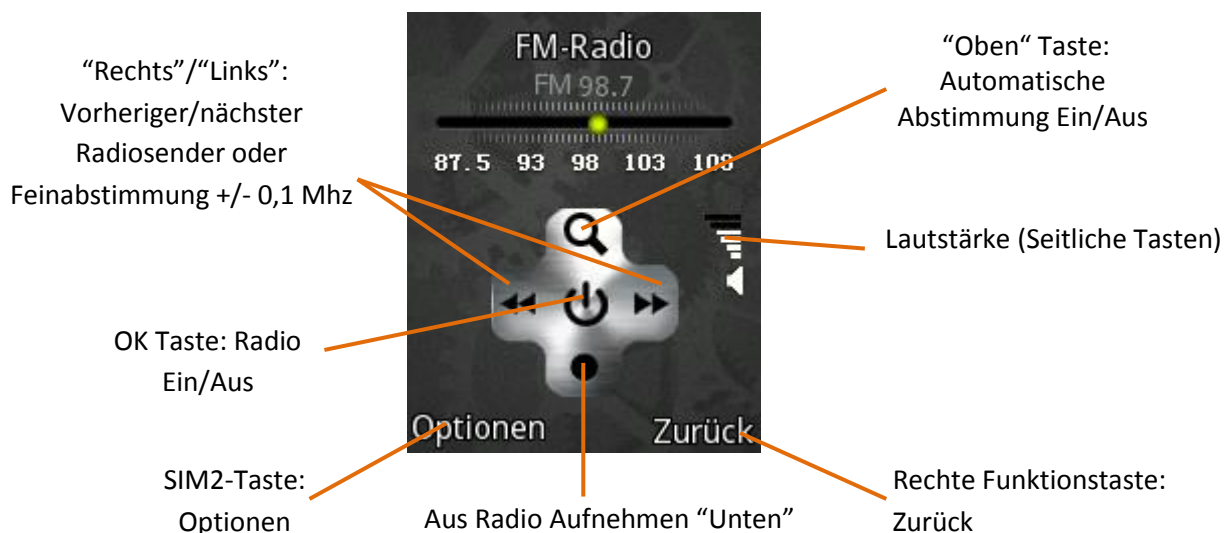 “Rechts”/“Links“:
Vorheriger/nächster
Radiosender oder
Feinabstimmung +/- 0,1 Mhz
FM-Radio
FM 98.7
87.5 93 98 103 108
“Oben“ Taste:
Automatische
Abstimmung Ein/Aus
Lautstärke (Seitliche Tasten)
OK Taste: Radio
Ein/Aus
Optionen
Zurück
SIM2-Taste:
Optionen
Aus Radio Aufnehmen “Unten”
Rechte Funktionstaste:
Zurück